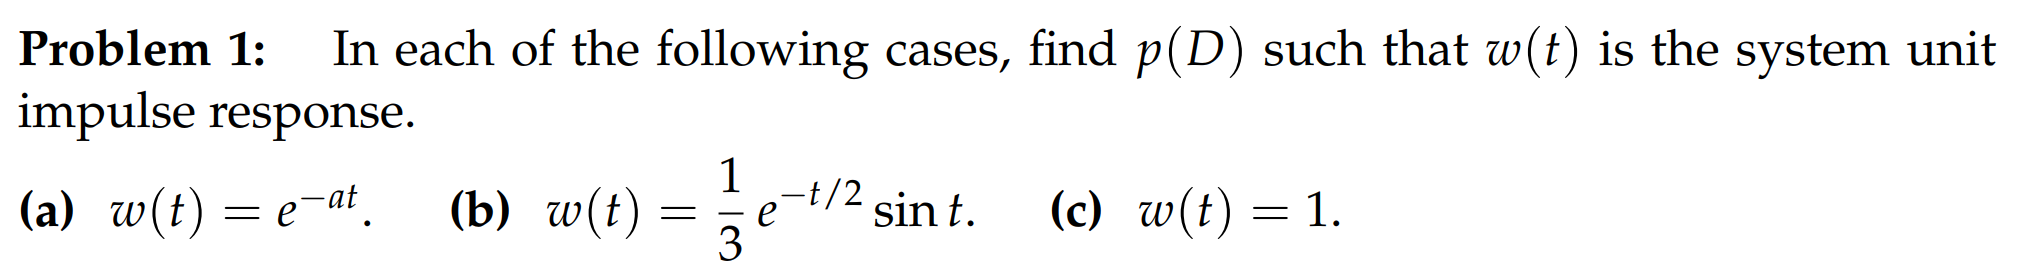 Problem 1: In each of the following cases, find p(D) such that w(t) is the system unit
impulse response.
(a) w(t) = e^{-at}. (b) w(t) = \frac{1}{3} e^{-t/2} sin t. (c) w(t) = 1.